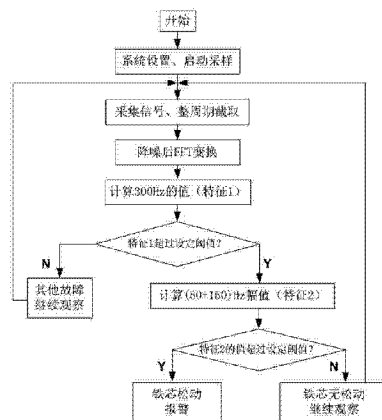 开始
系统设置、启动采样
采集信号、整周期截取
降噪后FFT变换
计算300Hz的值（特征1）
特征1超过设定阈值？
N
Y
其他故障
继续观察
计算(50+150)Hz幅值（特征2）
特征2的值超过设定阈值？
Y
N
铁芯松动
报警
铁芯无松动
继续观察